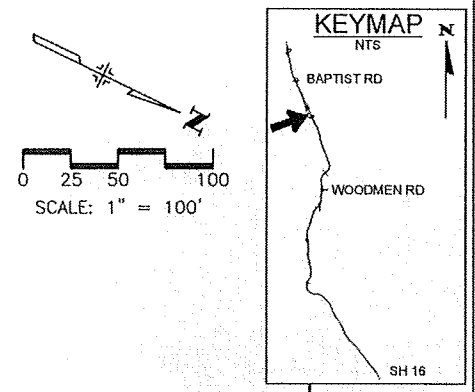 N
0 25 50 100
SCALE: 1" = 100'
KEYMAP N
NTS
BAPTIST RD
WOODMEN RD
SH 16